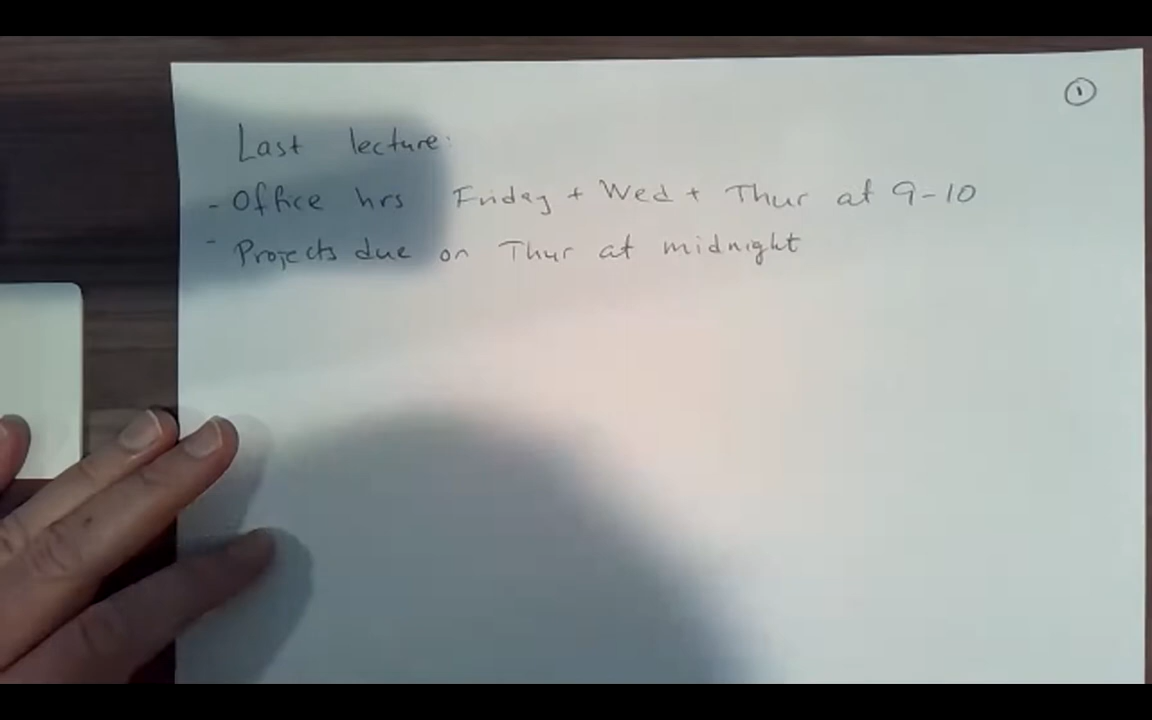 ①
Last lecture:
- Office hrs Friday + Wed + Thur at 9-10
- Projects due on Thur at midnight